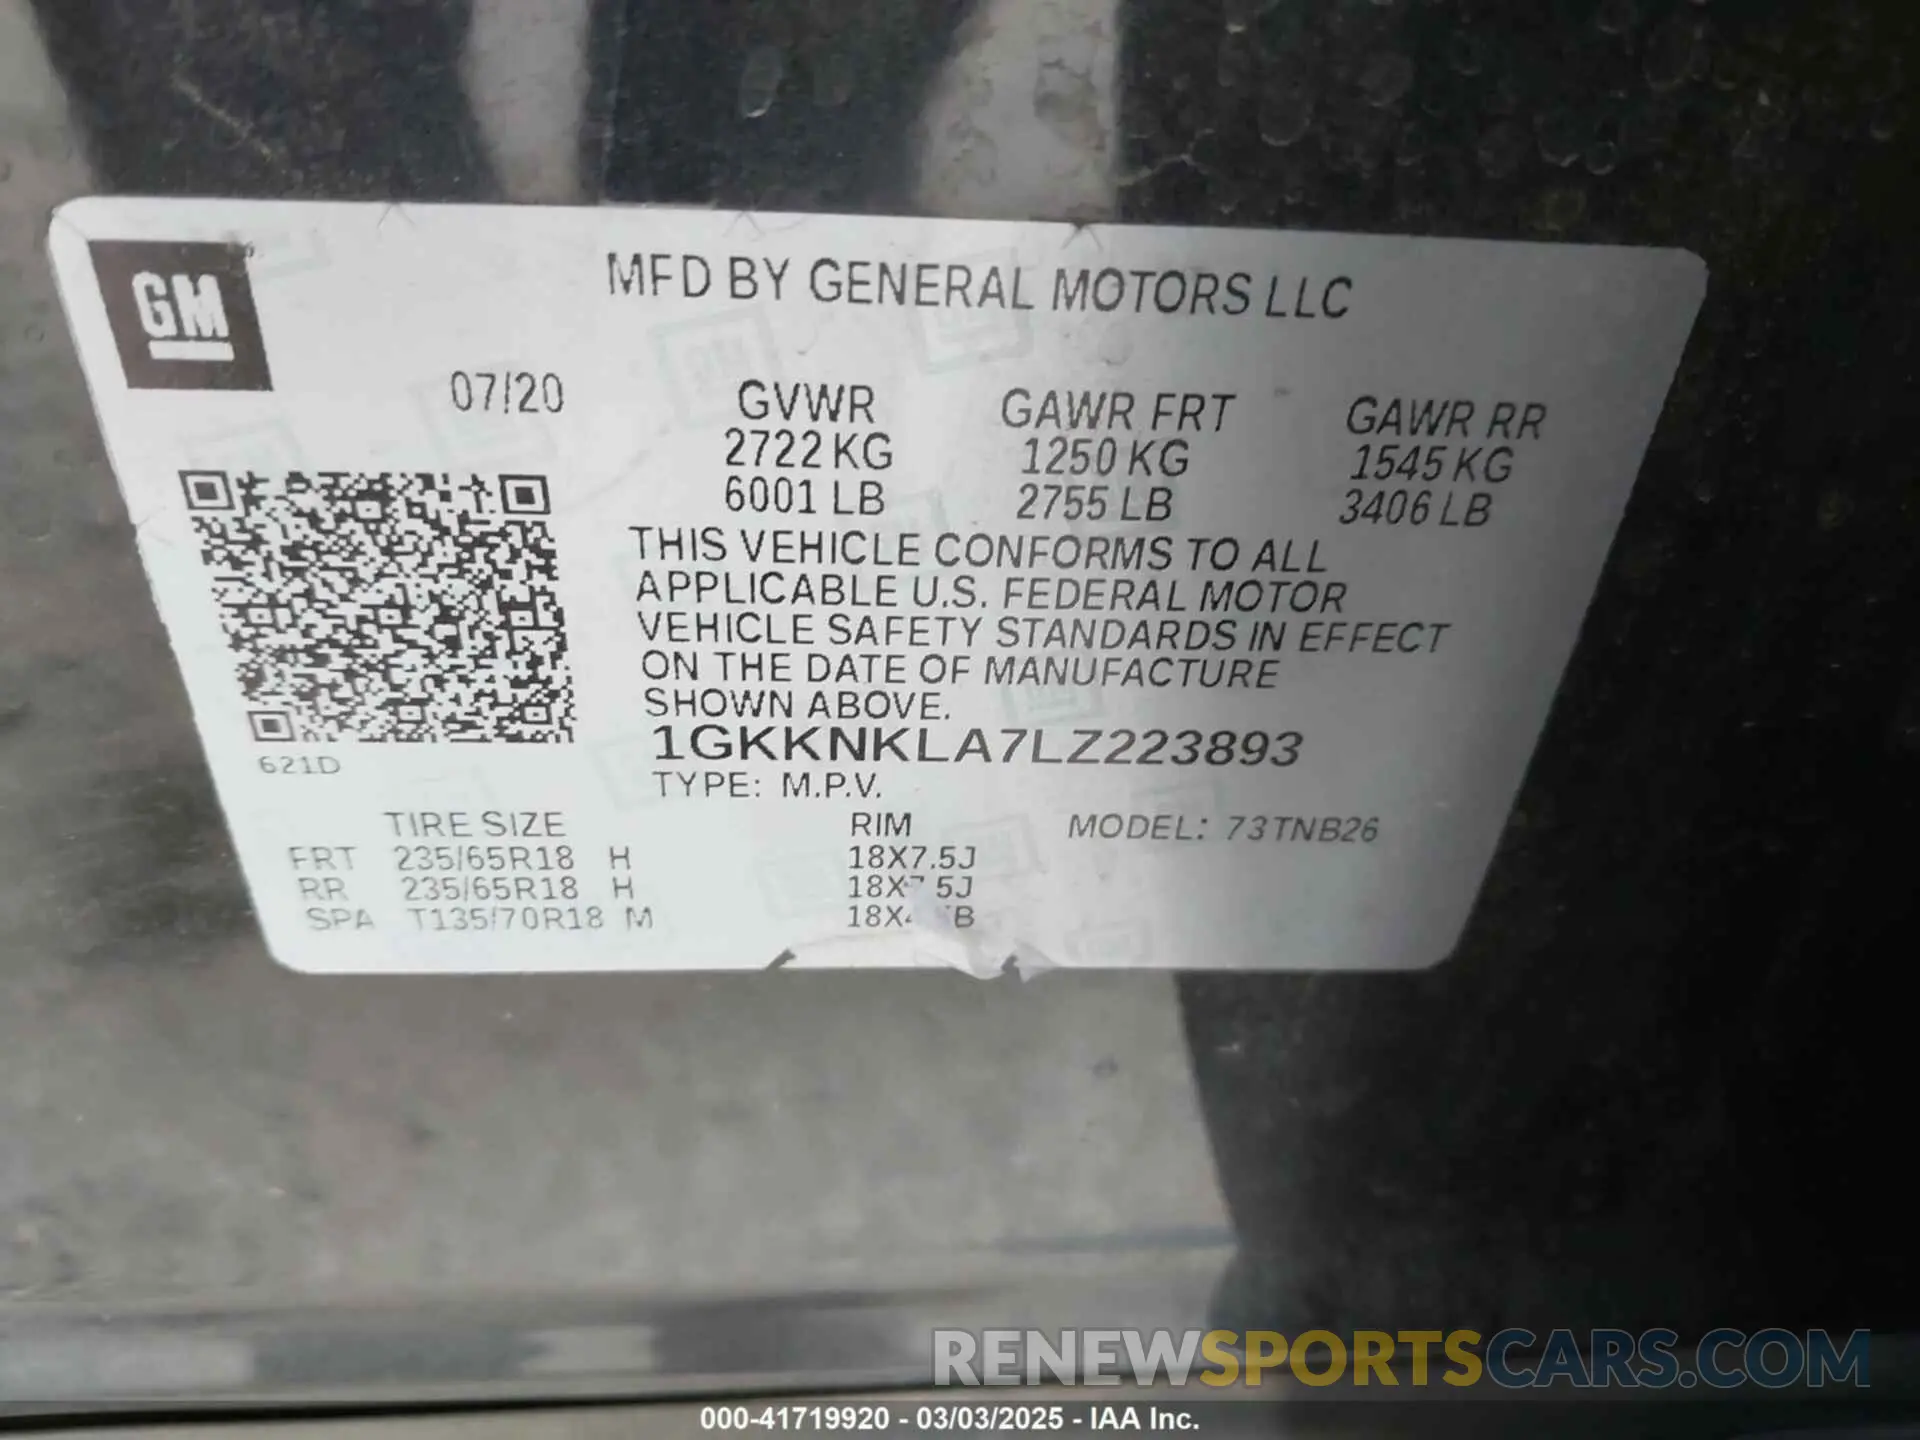 GM
MFD BY GENERAL MOTORS LLC
07/20
GVWR GAWR FRT GAWR RR
2722 KG 1250 KG 1545 KG
6001 LB 2755 LB 3406 LB
THIS VEHICLE CONFORMS TO ALL
APPLICABLE U.S. FEDERAL MOTOR
VEHICLE SAFETY STANDARDS IN EFFECT
ON THE DATE OF MANUFACTURE
SHOWN ABOVE.
1GKKNKLA7LZ223893
621D
TYPE: M.P.V.
TIRE SIZE RIM MODEL: 73TNB26
FRT 235/65R18 H 18X7.5J
RR 235/65R18 H
SPA T135/70R18 M
RENEWSPORTSCARS.COM
000-41719920 - 03/03/2025 - IAA Inc.